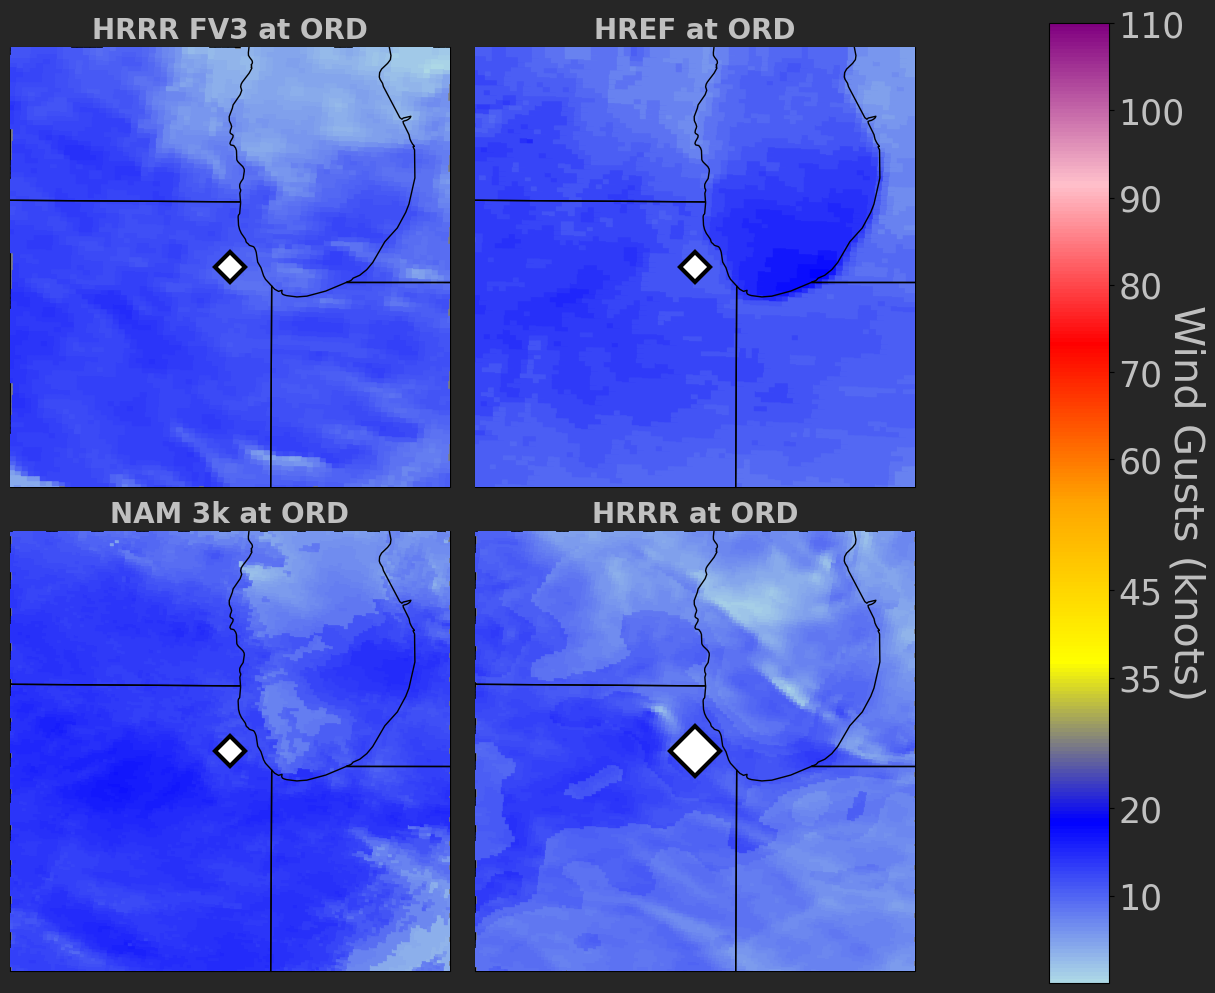 HRRR FV3 at ORD
HREF at ORD
NAM 3k at ORD
HRRR at ORD
110
100
90
80
70
60
45
35
20
10
Wind Gusts (knots)